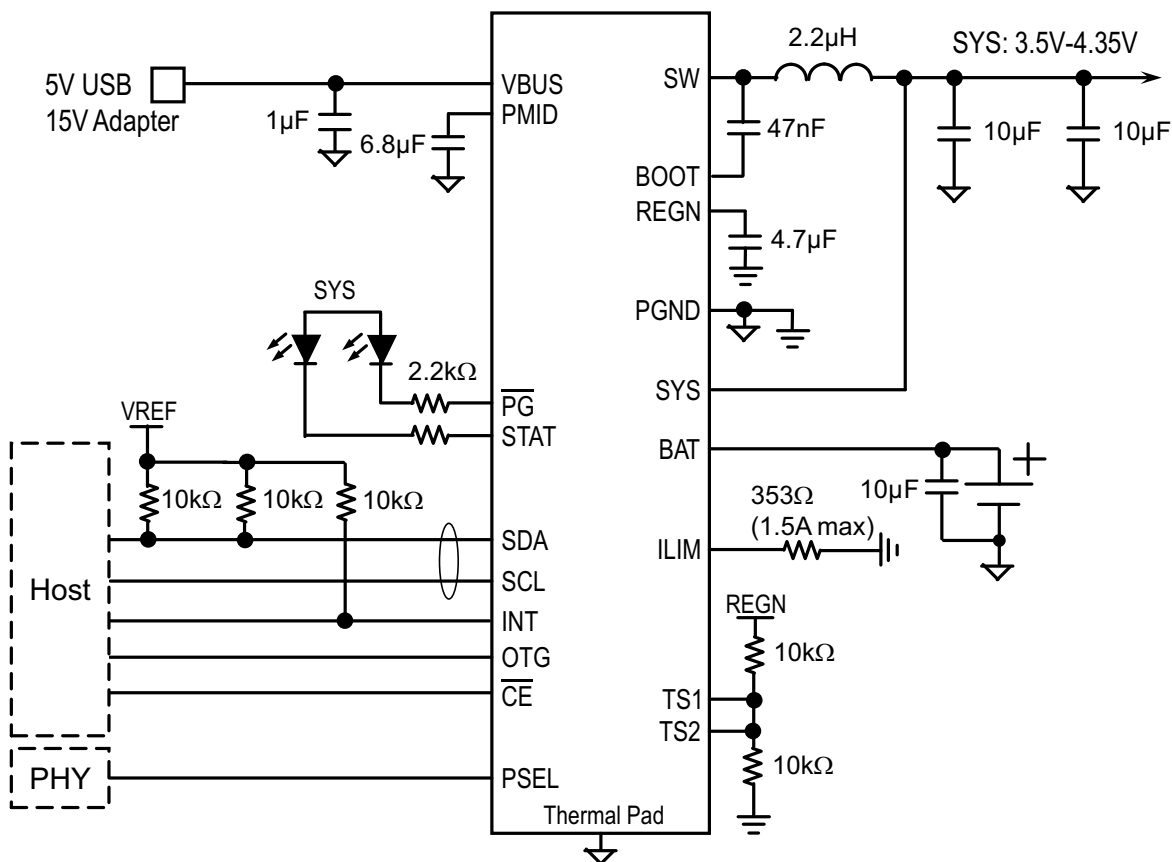 5V USB
15V Adapter
1µF
6.8µF
VBUS
PMID
SW
2.2µH
SYS: 3.5V-4.35V
47nF
10µF
10µF
BOOT
REGN
4.7µF
PGND
SYS
SYS
2.2kΩ
PG
STAT
VREF
10kΩ
10kΩ
10kΩ
BAT
10µF
353Ω
(1.5A max)
ILIM
Host
SDA
SCL
INT
OTG
CE
REGN
10kΩ
TS1
TS2
10kΩ
PHY
PSEL
Thermal Pad